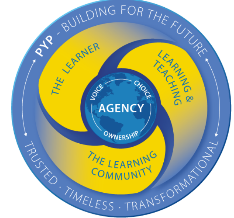 PYP - BUILDING FOR THE FUTURE
THE LEARNER
LEARNING &
TEACHING
VOICE
CHOICE
AGENCY
OWNERSHIP
THE LEARNING
COMMUNITY
TRUSTED · TIMELESS · TRANSFORMATIONAL